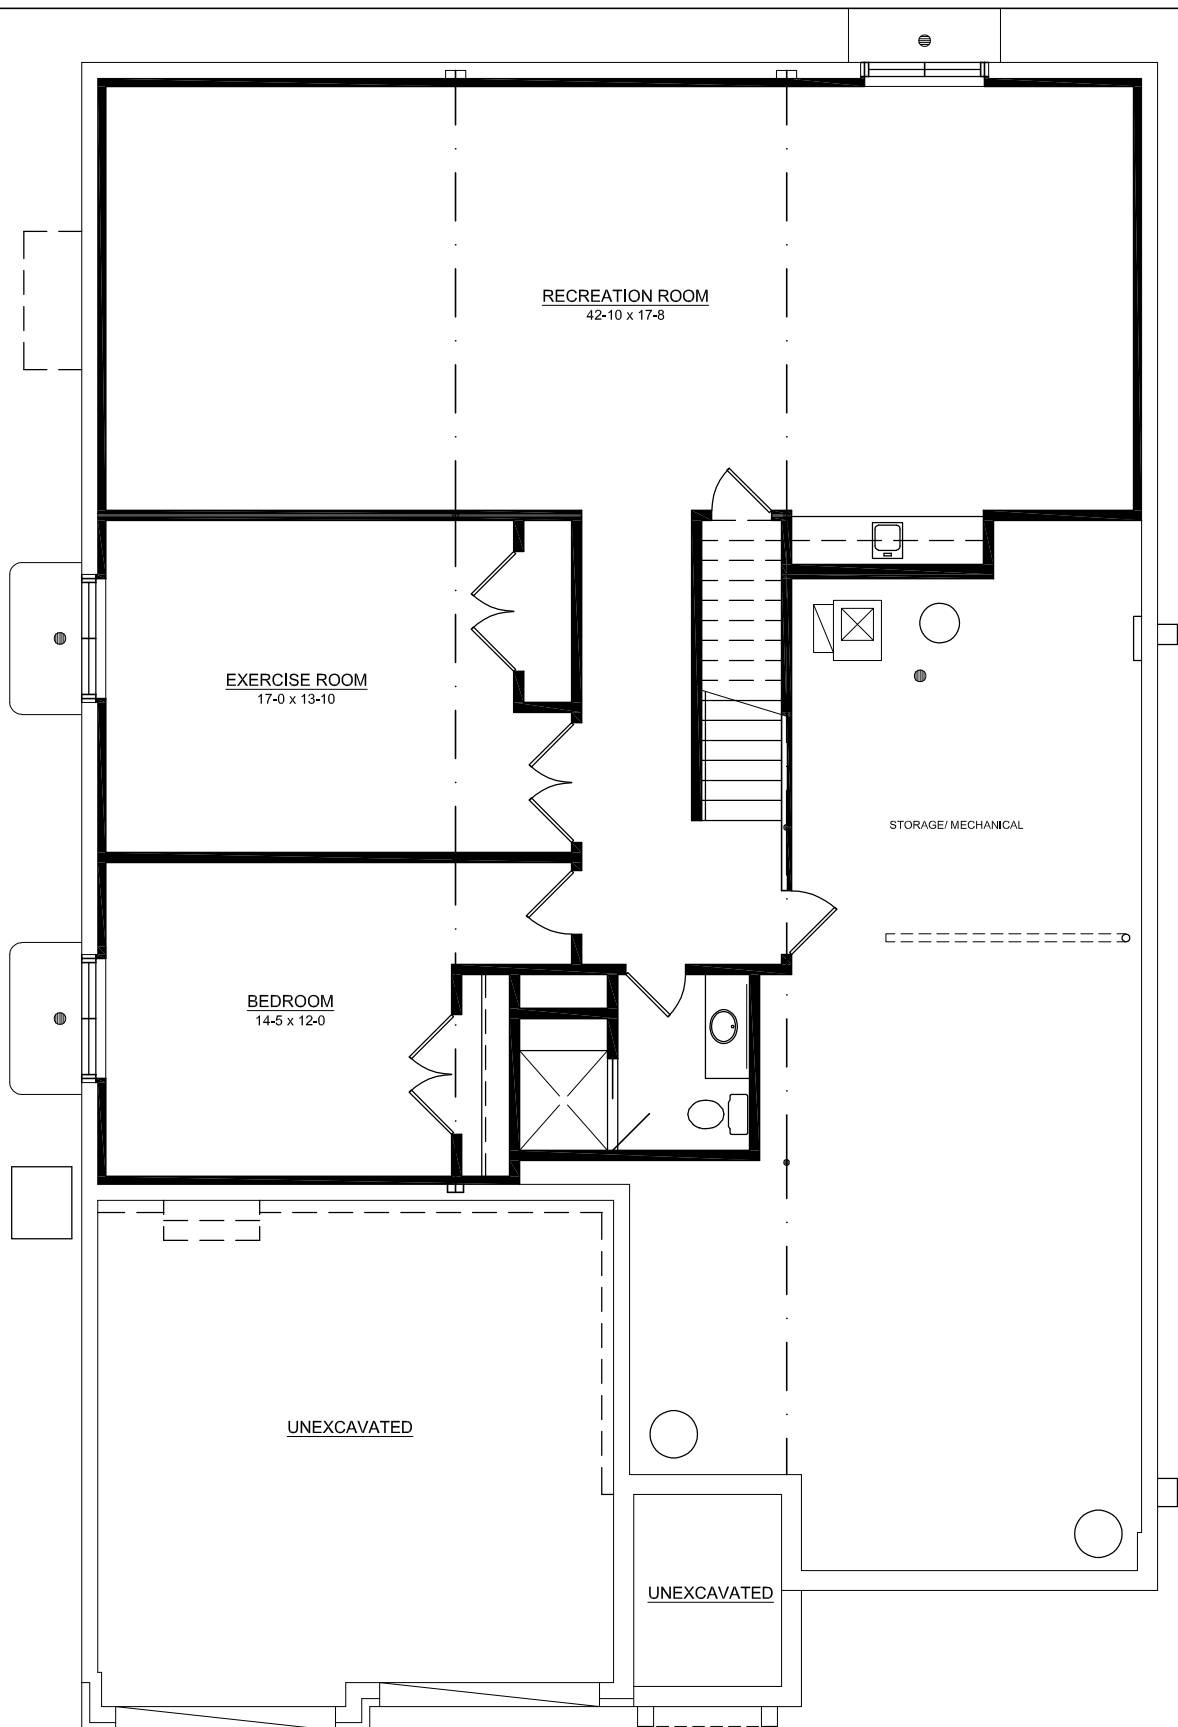 RECREATION ROOM
42-10 x 17-8
EXERCISE ROOM
17-0 x 13-10
STORAGE/ MECHANICAL
BEDROOM
14-5 x 12-0
UNEXCAVATED
UNEXCAVATED